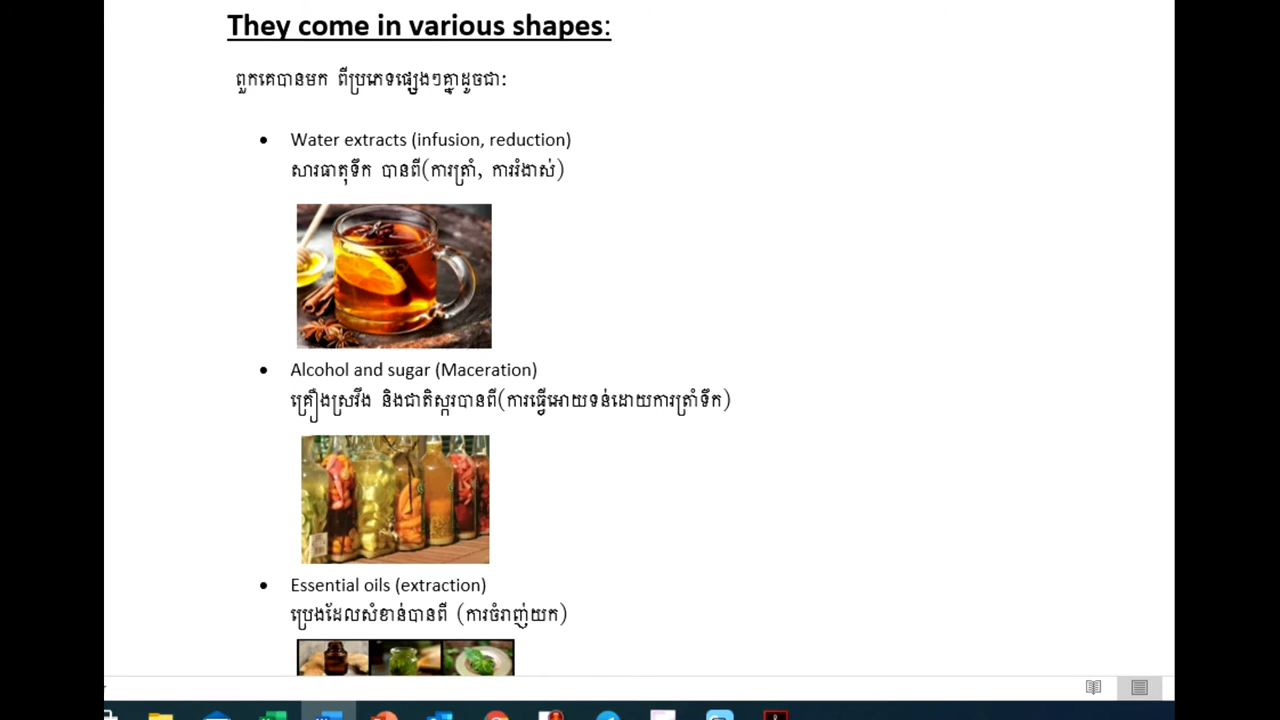 They come in various shapes:
ពួកគេបានមក ពីប្រភេទផ្សេងៗគ្នាដូចជា:
Water extracts (infusion, reduction)
សារធាតុទឹក បានពី(ការត្រាំ, ការរំងាស់)
Alcohol and sugar (Maceration)
គ្រឿងស្រវឹង និងជាតិស្ករបានពី(ការធ្វើអោយទន់ដោយការត្រាំទឹក)
Essential oils (extraction)
ប្រេងដែលសំខាន់បានពី (ការចំរាញ់យក)